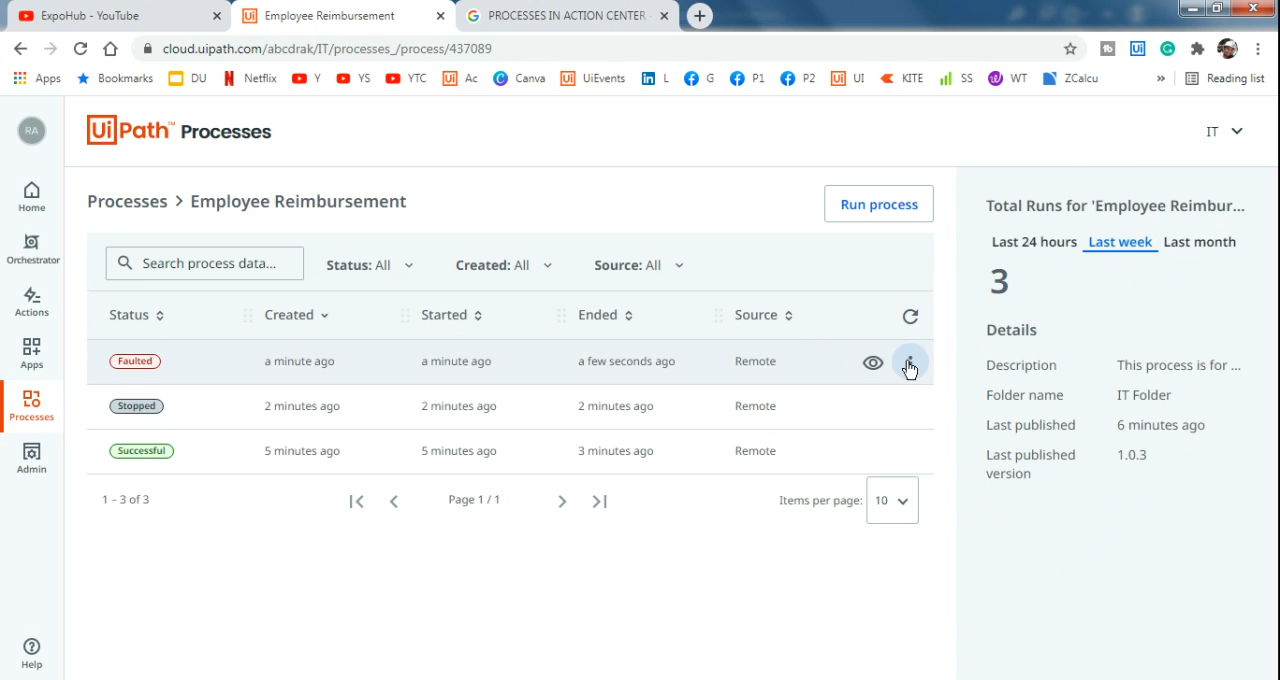 ExpoHub - YouTube
Employee Reimbursement
PROCESSES IN ACTION CENTER
cloud.uipath.com/abcdrak/IT/processes_/process/437089
Apps Bookmarks DU Netflix Y YS YTC Ac Canva UiEvents L G P1 P2 UI KITE SS WT ZCalcu » Reading list
RA
UiPath™ Processes
IT
Home
Orchestrator
Actions
Apps
Processes
Admin
Help
Processes > Employee Reimbursement
Run process
Search process data...
Status: All
Created: All
Source: All
Status Created Started Ended Source
Faulted a minute ago a minute ago a few seconds ago Remote
Stopped 2 minutes ago 2 minutes ago 2 minutes ago Remote
Successful 5 minutes ago 5 minutes ago 3 minutes ago Remote
1 – 3 of 3
Page 1 / 1
Items per page: 10
Total Runs for 'Employee Reimbur...
Last 24 hours Last week Last month
3
Details
Description This process is for ...
Folder name IT Folder
Last published 6 minutes ago
Last published version 1.0.3